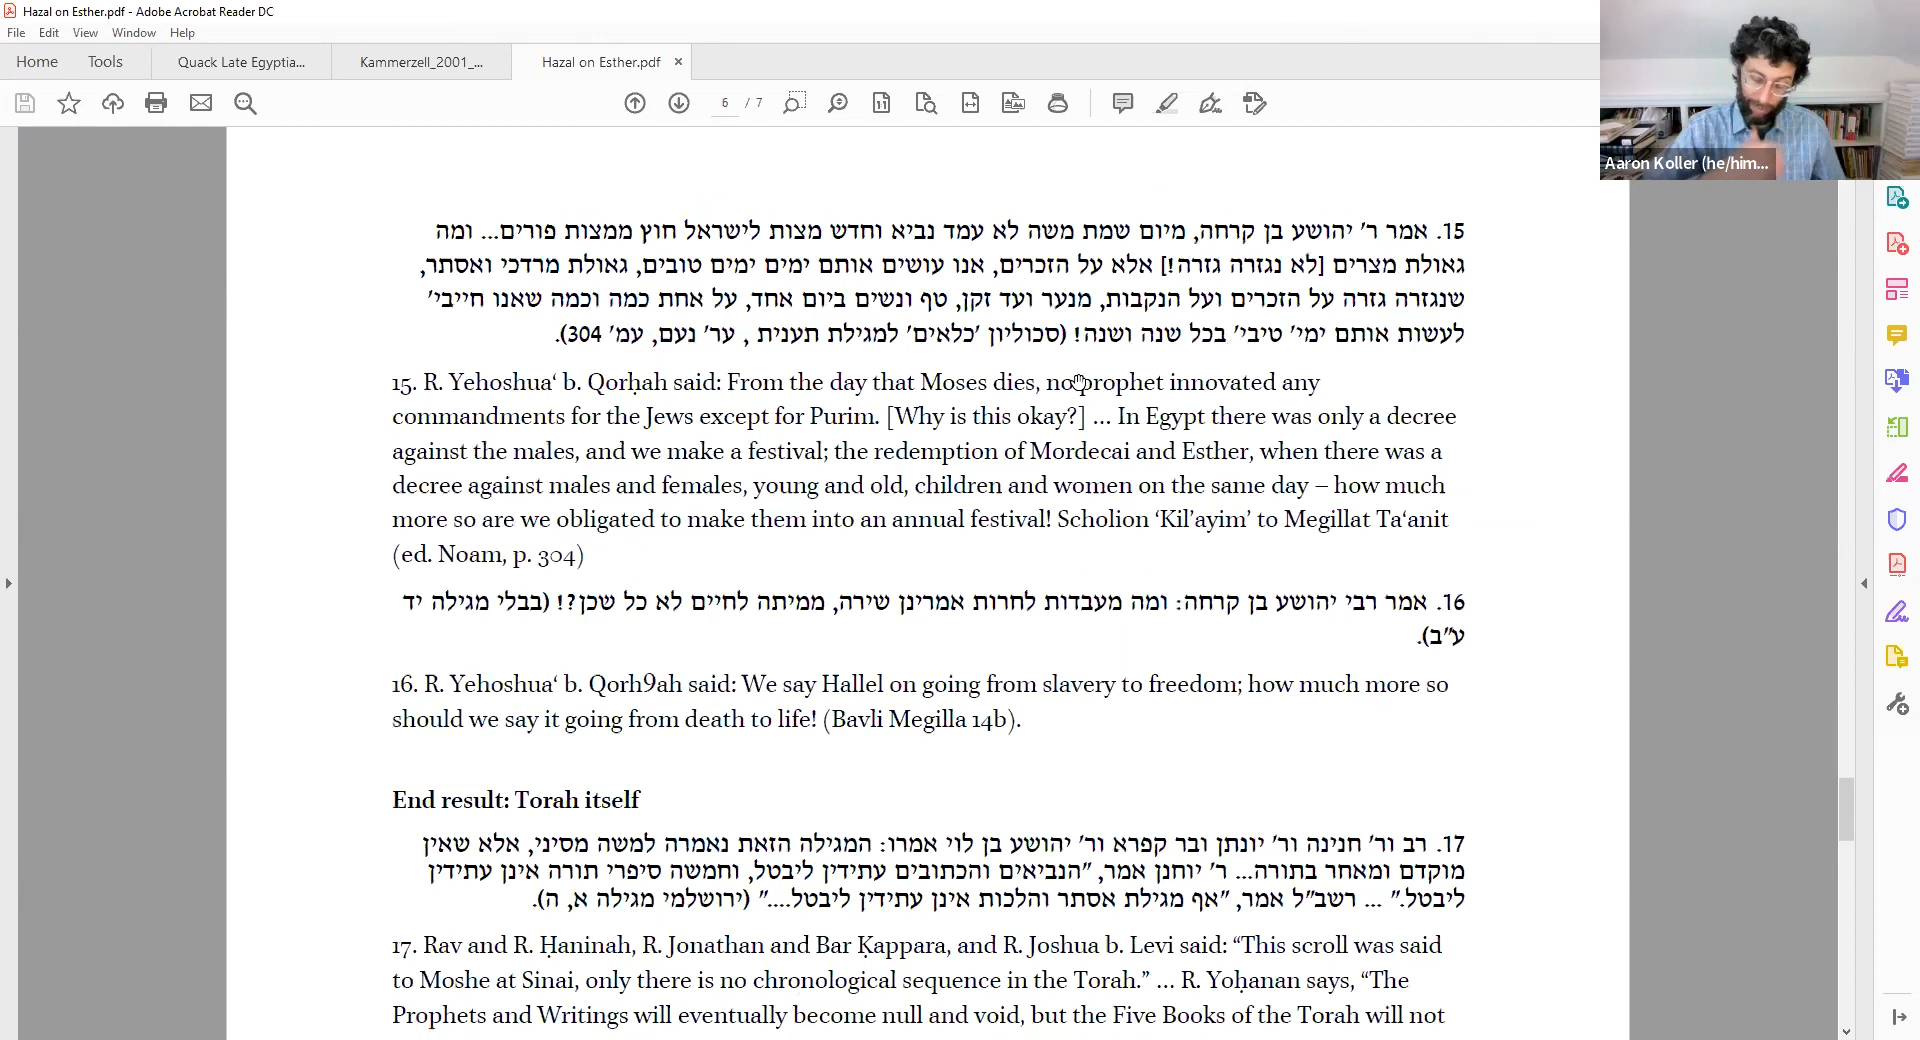 Hazal on Esther.pdf - Adobe Acrobat Reader DC
File Edit View Window Help
Home Tools Quack Late Egyptia... Kammerzell_2001_... Hazal on Esther.pdf ×
6 / 7
Aaron Koller (he/him...
15. אמר ר' יהושע בן קרחה, מיום שמת משה לא עמד נביא וחדש מצות לישראל חוץ ממצות פורים... ומה
גאולת מצרים [לא נגזרה גזרה!] אלא על הזכרים, אנו עושים אותם ימים ימים טובים, גאולת מרדכי ואסתר,
שנגזרה גזרה על הזכרים ועל הנקבות, מנער ועד זקן, טף ונשים ביום אחד, על אחת כמה וכמה שאנו חייבי'
לעשות אותם ימי' טיבי' בכל שנה ושנה! (סכוליון 'כלאים' למגילת תענית , ער' נעם, עמ' 304).
15. R. Yehoshuaʿ b. Qorḥah said: From the day that Moses dies, no prophet innovated any
commandments for the Jews except for Purim. [Why is this okay?] ... In Egypt there was only a decree
against the males, and we make a festival; the redemption of Mordecai and Esther, when there was a
decree against males and females, young and old, children and women on the same day – how much
more so are we obligated to make them into an annual festival! Scholion ‘Kil’ayim’ to Megillat Taʿanit
(ed. Noam, p. 304)
16. אמר רבי יהושע בן קרחה: ומה מעבדות לחרות אמרינן שירה, ממיתה לחיים לא כל שכן?! (בבלי מגילה יד
ע"ב).
16. R. Yehoshuaʿ b. Qorh9ah said: We say Hallel on going from slavery to freedom; how much more so
should we say it going from death to life! (Bavli Megilla 14b).
End result: Torah itself
17. רב ור' חנינה ור' יונתן ובר קפרא ור' יהושע בן לוי אמרו: המגילה הזאת נאמרה למשה מסיני, אלא שאין
מוקדם ומאחר בתורה... ר' יוחנן אמר, "הנביאים והכתובים עתידין ליבטל, וחמשה סיפרי תורה אינן עתידין
ליבטל." ... רשב"ל אמר, "אף מגילת אסתר והלכות אינן עתידין ליבטל...." (ירושלמי מגילה א, ה).
17. Rav and R. Ḥaninah, R. Jonathan and Bar Ḳappara, and R. Joshua b. Levi said: “This scroll was said
to Moshe at Sinai, only there is no chronological sequence in the Torah.” ... R. Yoḥanan says, “The
Prophets and Writings will eventually become null and void, but the Five Books of the Torah will not